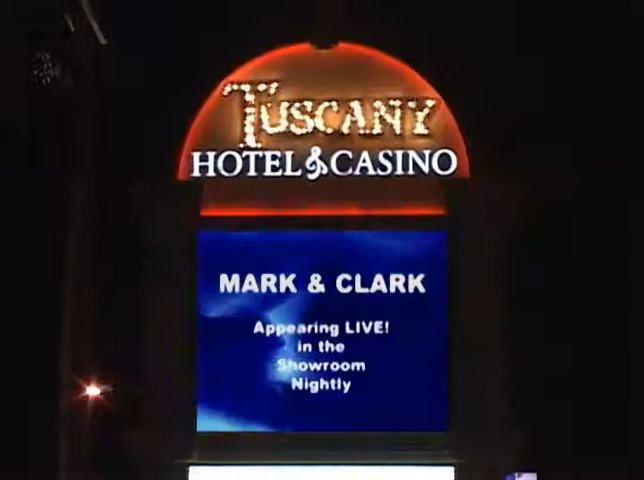 TUSCANY
HOTEL & CASINO
MARK & CLARK
Appearing LIVE!
in the
Showroom
Nightly